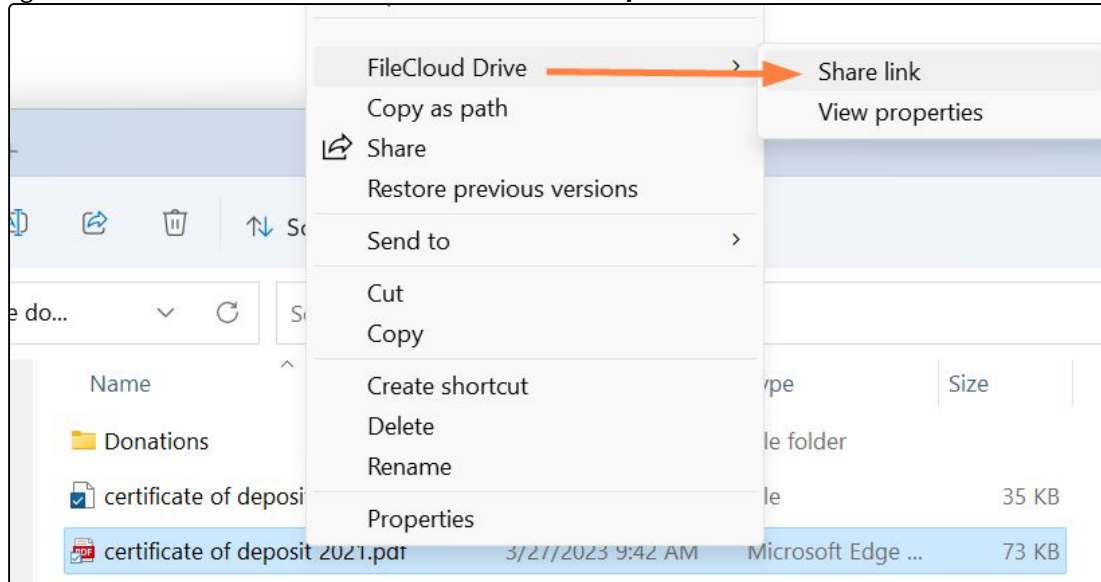 FileCloud Drive
Share link
Copy as path
View properties
Share
Restore previous versions
Send to
Cut
Copy
Name
Size
Create shortcut
Donations
Delete
Rename
certificate of
35 KB
Properties
certificate of deposit 2021.pdf 3/27/2023 9:42 AM Microsoft Edge ... 73 KB